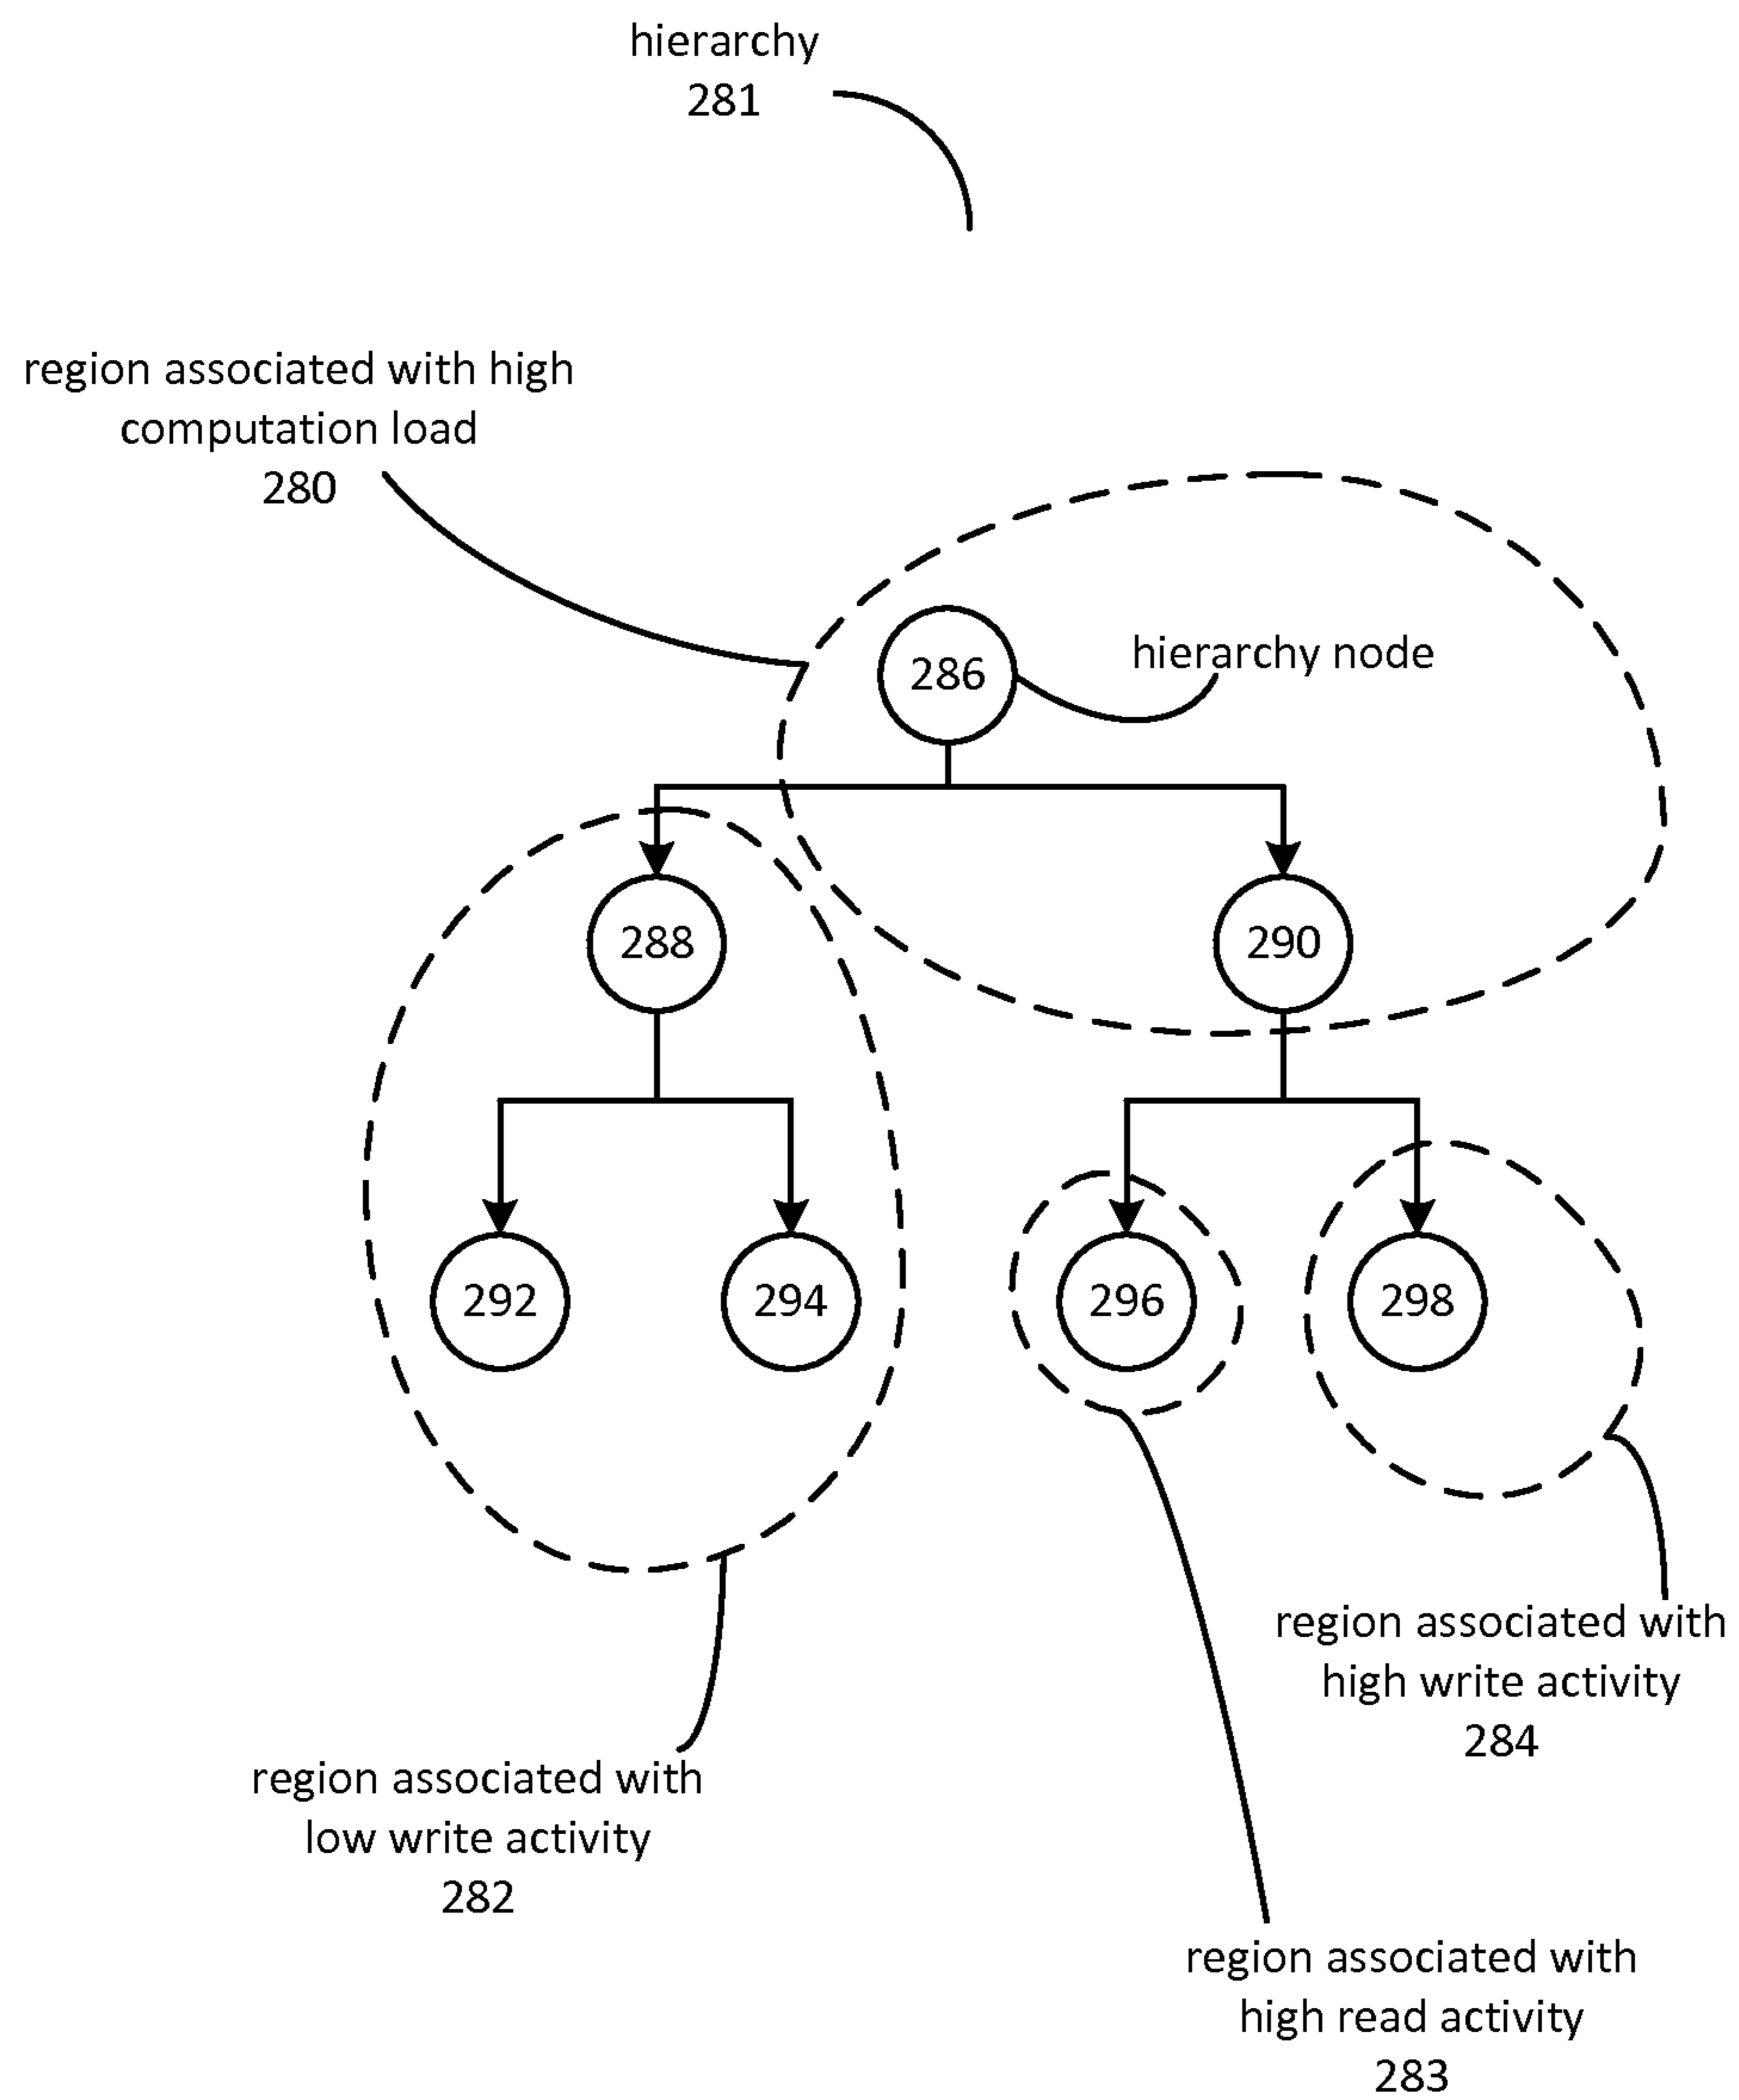 hierarchy
281
region associated with high
computation load
280
286
hierarchy node
288
290
292
294
296
298
region associated with
high write activity
284
region associated with
low write activity
282
region associated with
high read activity
283